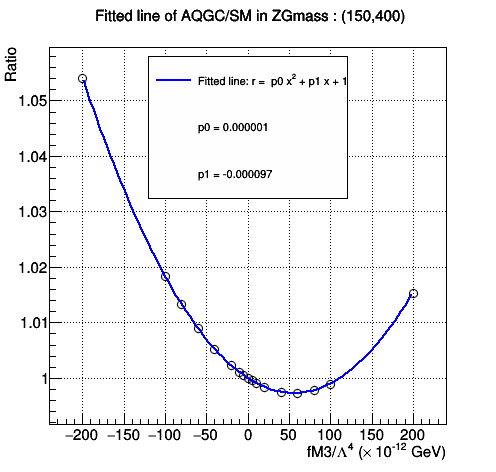 Fitted line of AQGC/SM in ZGmass : (150,400)
Ratio
Fitted line: r = p0 x² + p1 x + 1
p0 = 0.000001
p1 = -0.000097
1.05
1.04
1.03
1.02
1.01
1
−200 −150 −100 −50 0 50 100 150 200
fM3/Λ⁴ (× 10⁻¹² GeV)